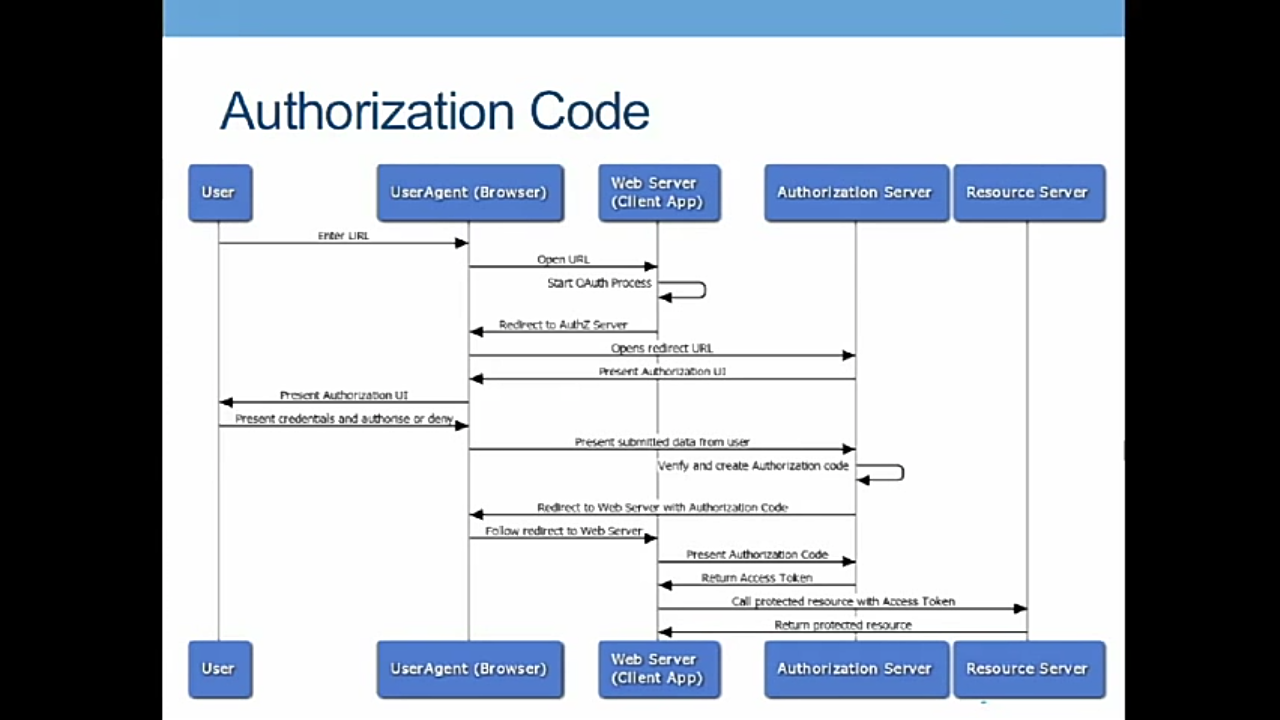 Authorization Code
User
UserAgent (Browser)
Web Server
(Client App)
Authorization Server
Resource Server
Enter URL
Open URL
Start OAuth Process
Redirect to AuthZ Server
Opens redirect URL
Present Authorization UI
Present Authorization UI
Present credentials and authorise or deny
Present submitted data from user
Verify and create Authorization code
Redirect to Web Server with Authorization Code
Follow redirect to Web Server
Present Authorization Code
Return Access Token
Call protected resource with Access Token
Return protected resource
User
UserAgent (Browser)
Web Server
(Client App)
Authorization Server
Resource Server